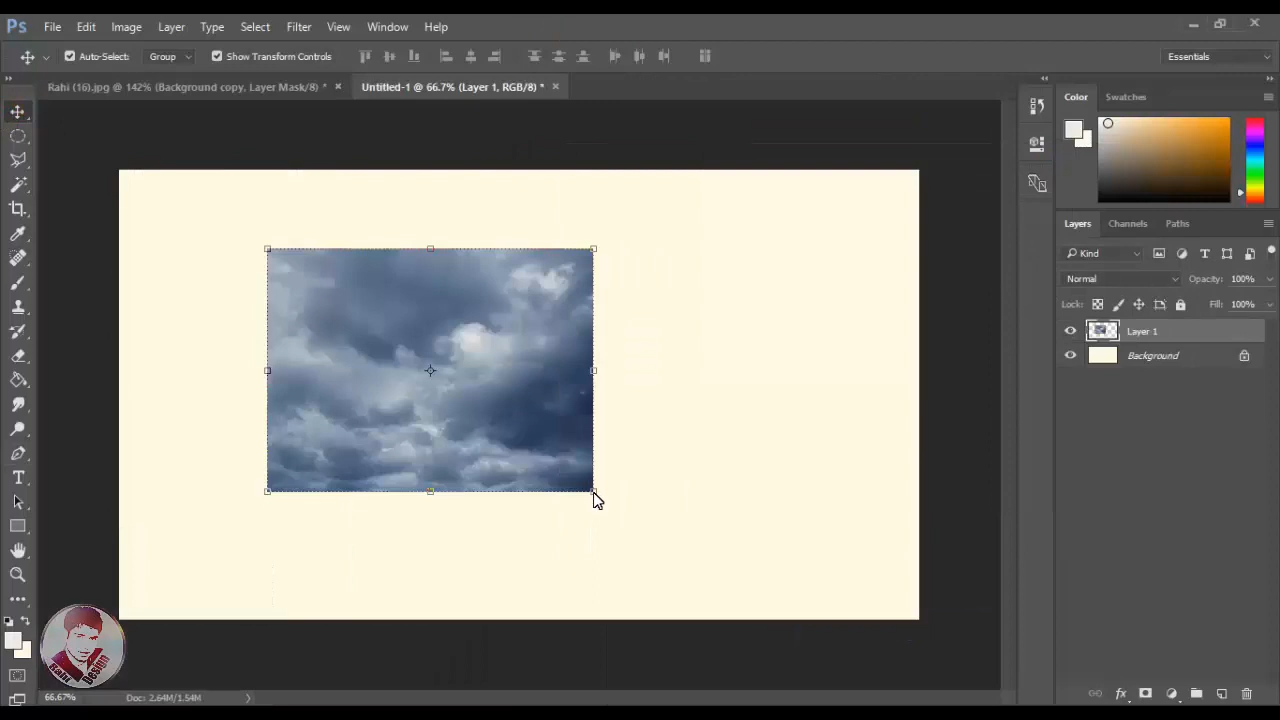 Ps File Edit Image Layer Type Select Filter View Window Help
Auto-Select: Group Show Transform Controls Essentials
Rahi (16).jpg @ 142% (Background copy, Layer Mask/8) * × Untitled-1 @ 66.7% (Layer 1, RGB/8) * ×
Color Swatches
Layers Channels Paths
Kind
Normal Opacity: 100%
Lock: Fill: 100%
Layer 1
Background
Design
66.67% Doc: 2.64M/1.54M